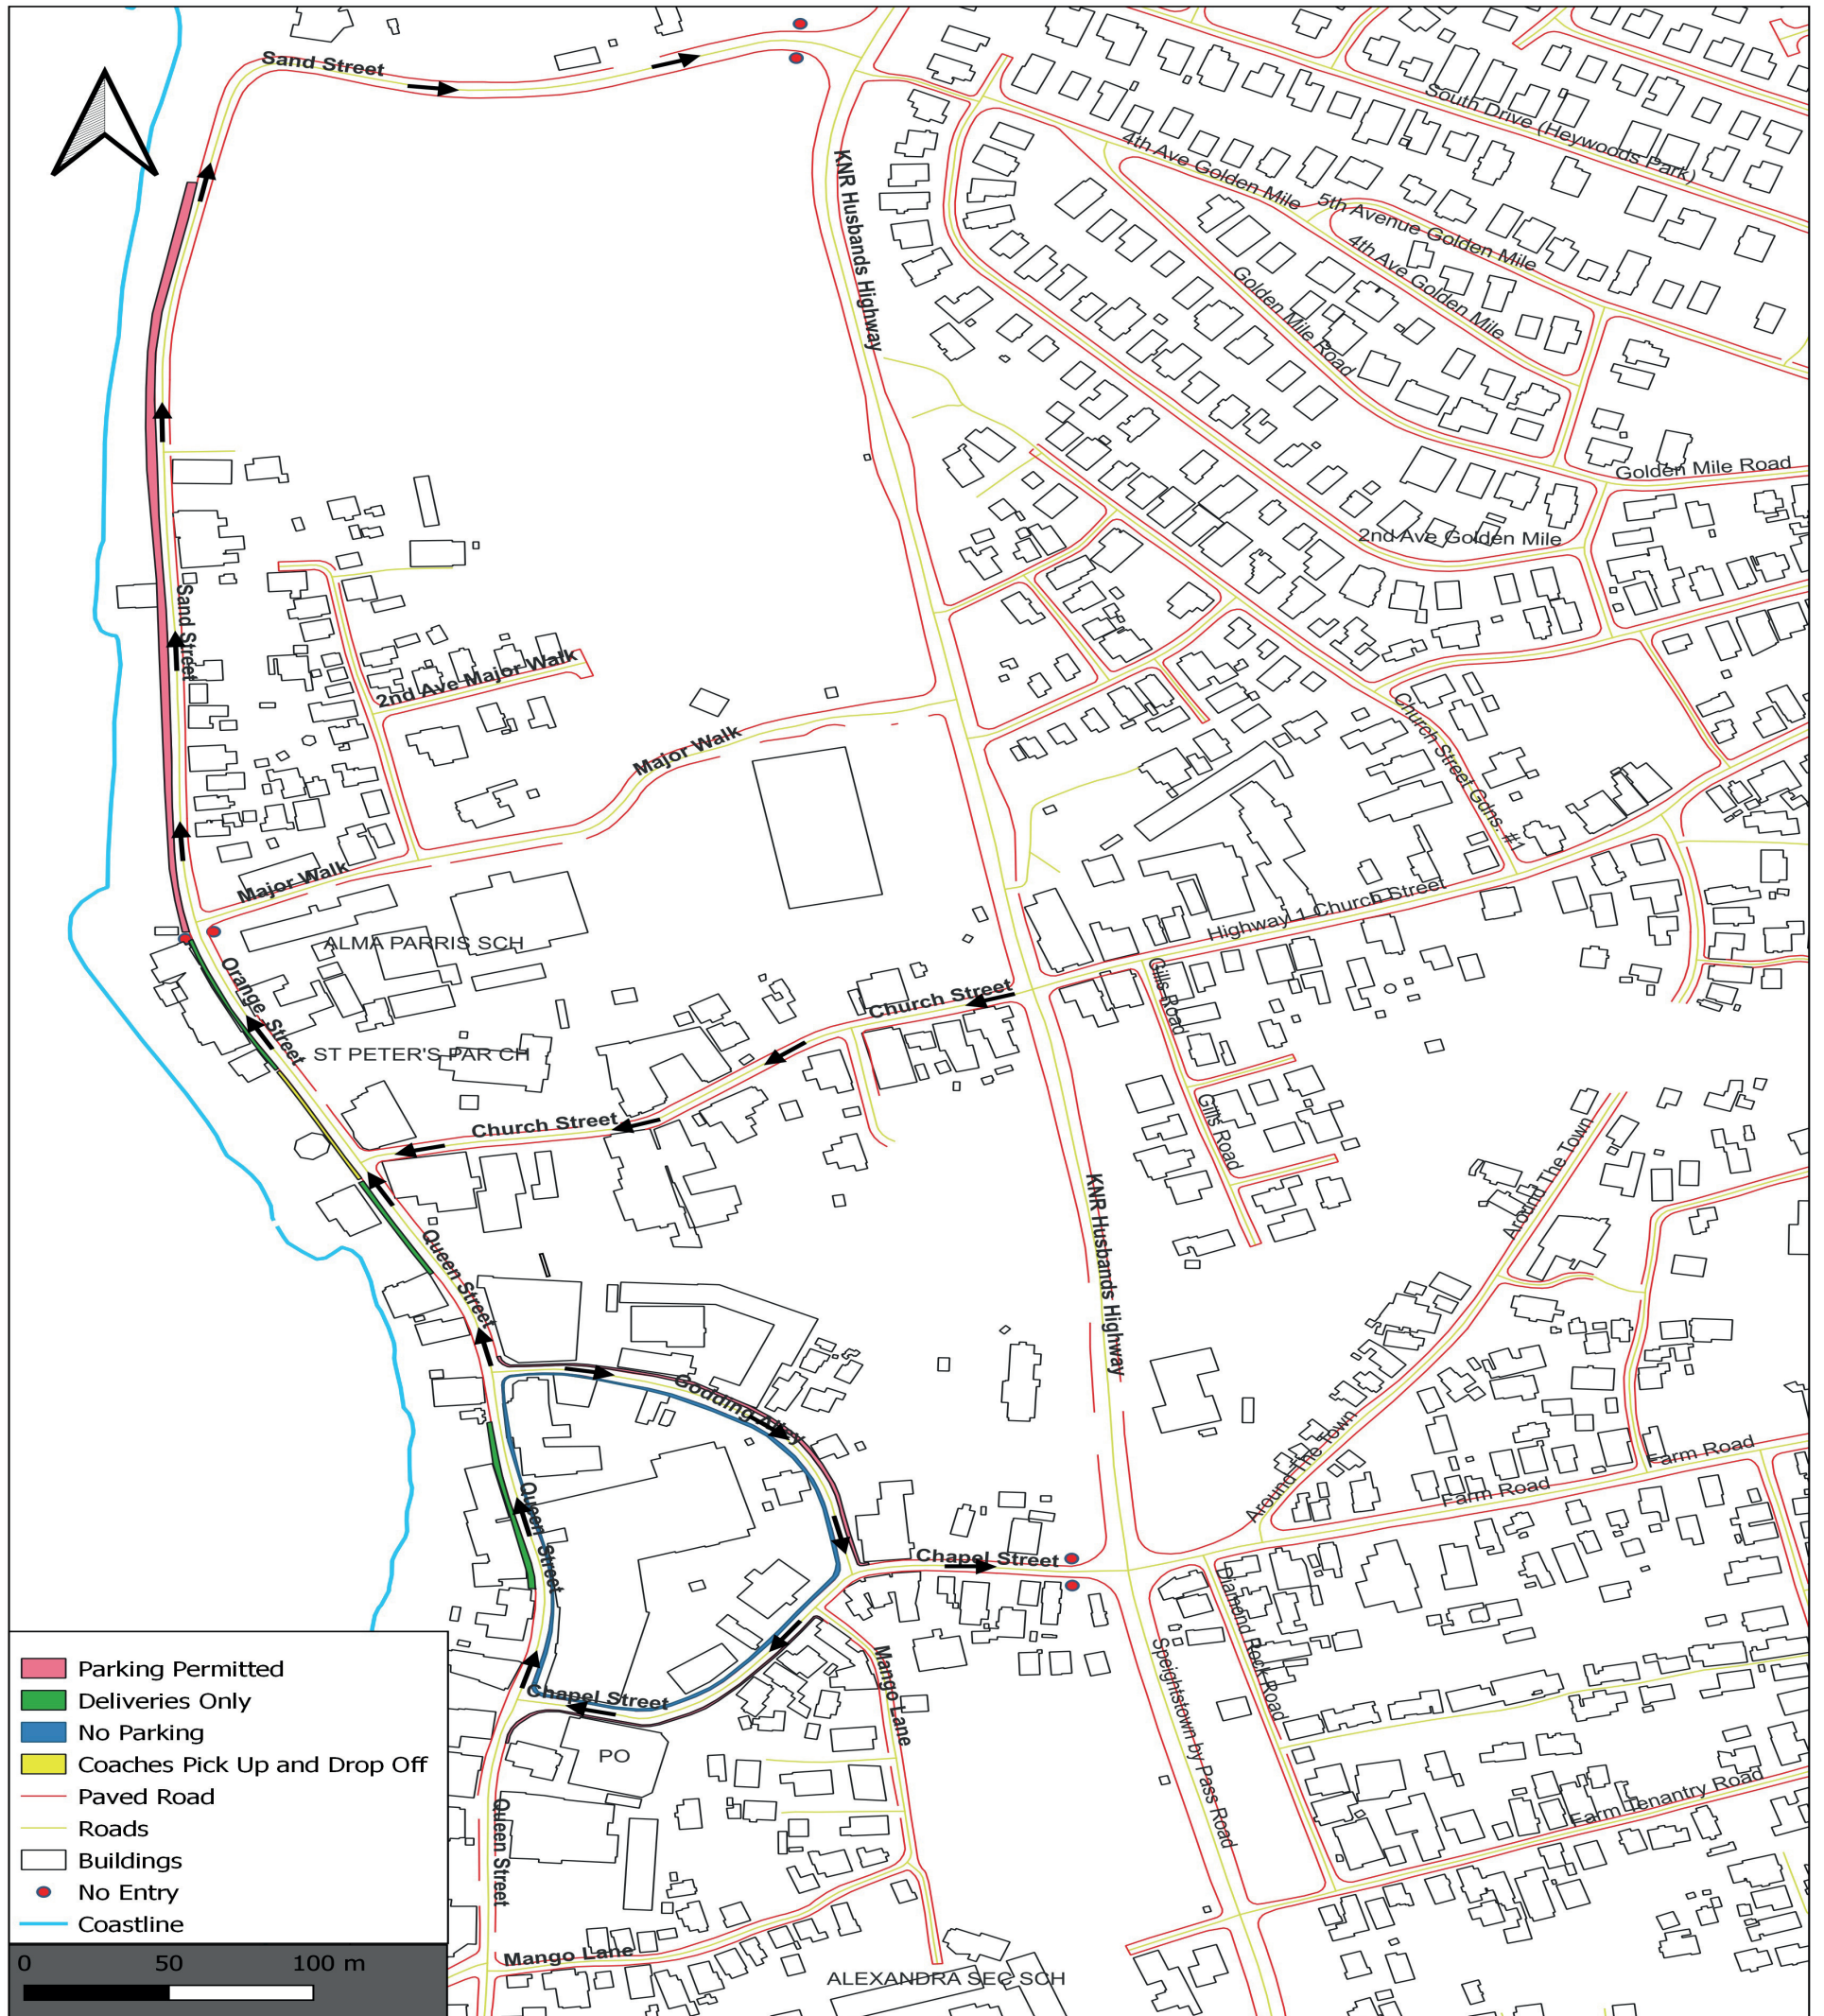 Sand Street
South Drive (Heywoods Park)
4th Ave Golden Mile
KNR Husbands Highway
5th Avenue Golden Mile
4th Ave Golden Mile
Golden Mile Road
Golden Mile Road
2nd Ave Golden Mile
Sand Street
2nd Ave Major Walk
Church Street Gdns. #1
Major Walk
Major Walk
Highway 1 Church Street
ALMA PARRIS SCH
Orange Street
Gills Road
Church Street
ST PETER'S PAR CH
Church Street
Gills Road
Around The Town
KNR Husbands Highway
Queen Street
Gooding Alley
Around The Town
Farm Road
Farm Road
Queen Street
Chapel Street
Diamond Rock Road
Speightstown by Pass Road
Mango Lane
Chapel Street
PO
Farm Tenantry Road
Queen Street
Mango Lane
ALEXANDRA SEC SCH
Parking Permitted
Deliveries Only
No Parking
Coaches Pick Up and Drop Off
Paved Road
Roads
Buildings
No Entry
Coastline
0 50 100 m